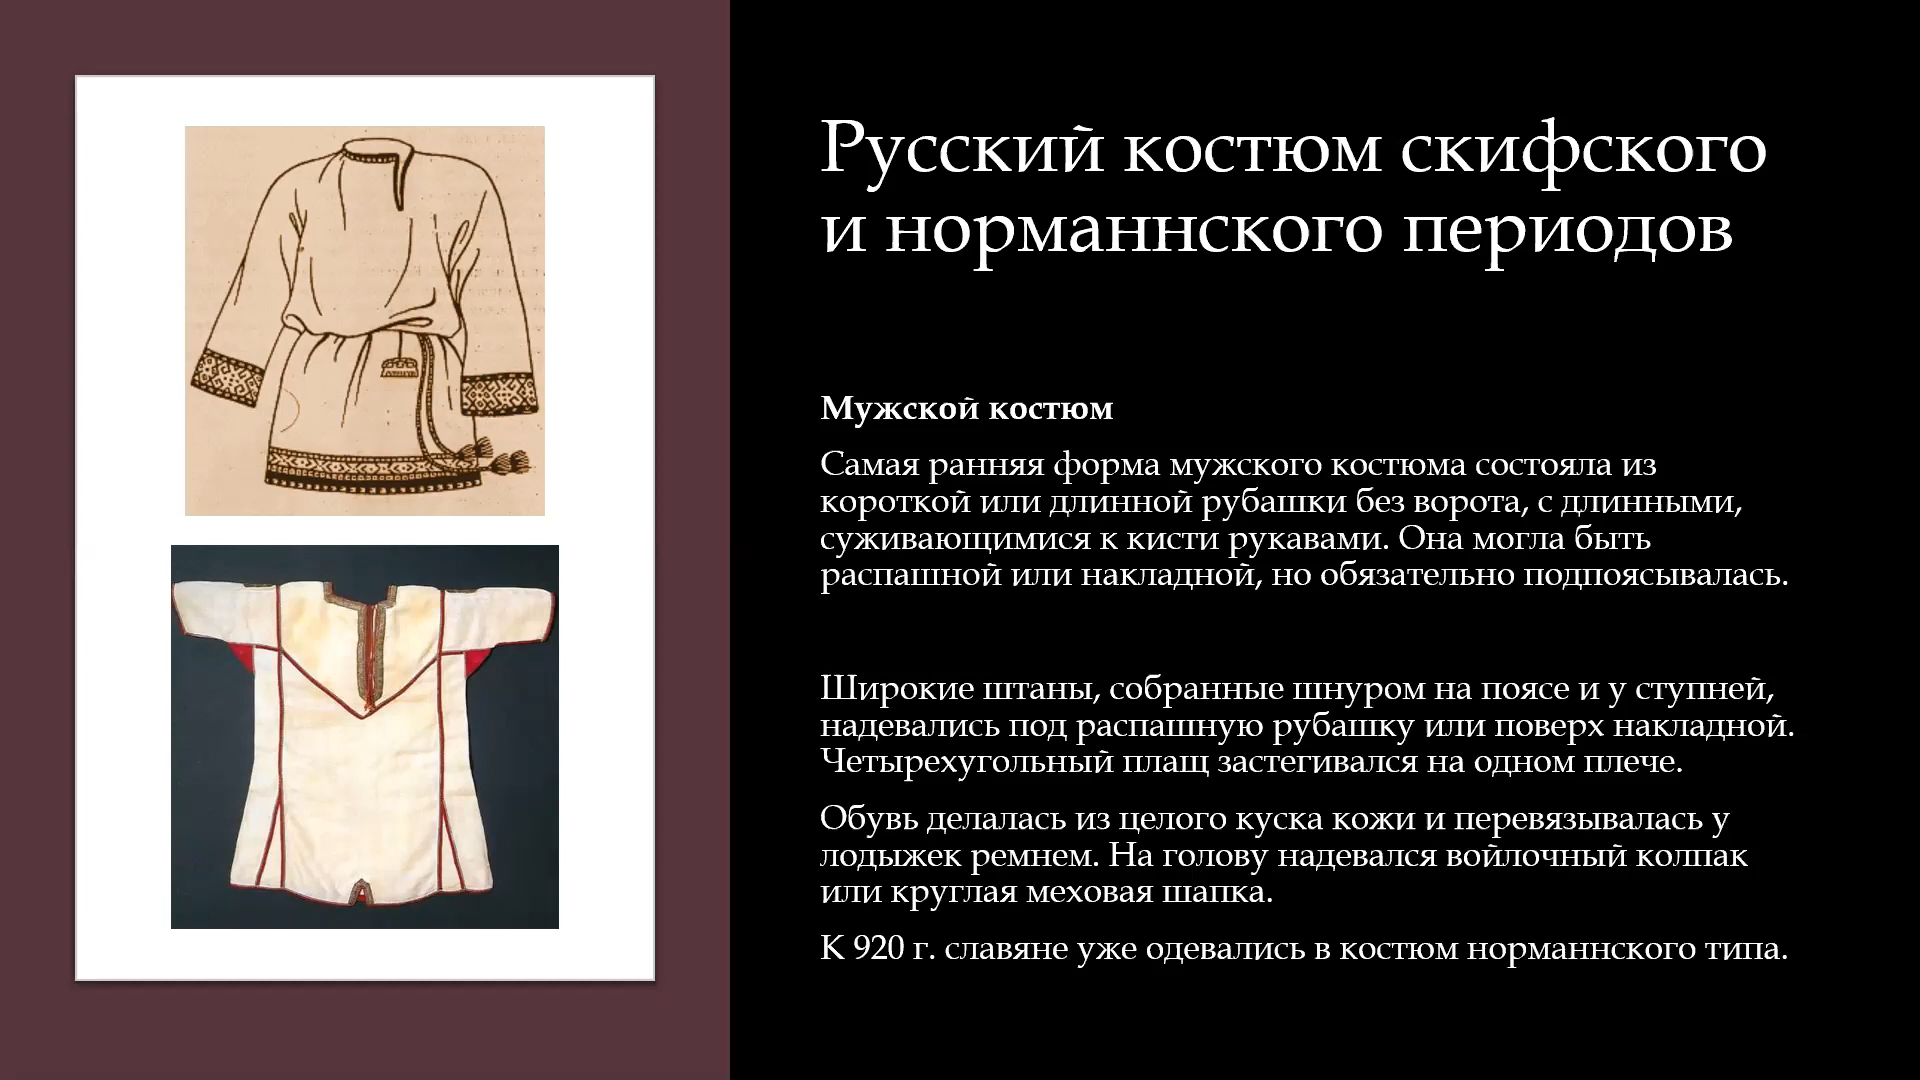 Русский костюм скифского
и норманнского периодов
Мужской костюм
Самая ранняя форма мужского костюма состояла из
короткой или длинной рубашки без ворота, с длинными,
суживающимися к кисти рукавами. Она могла быть
распашной или накладной, но обязательно подпоясывалась.
Широкие штаны, собранные шнуром на поясе и у ступней,
надевались под распашную рубашку или поверх накладной.
Четырехугольный плащ застегивался на одном плече.
Обувь делалась из целого куска кожи и перевязывалась у
лодыжек ремнем. На голову надевался войлочный колпак
или круглая меховая шапка.
К 920 г. славяне уже одевались в костюм норманнского типа.